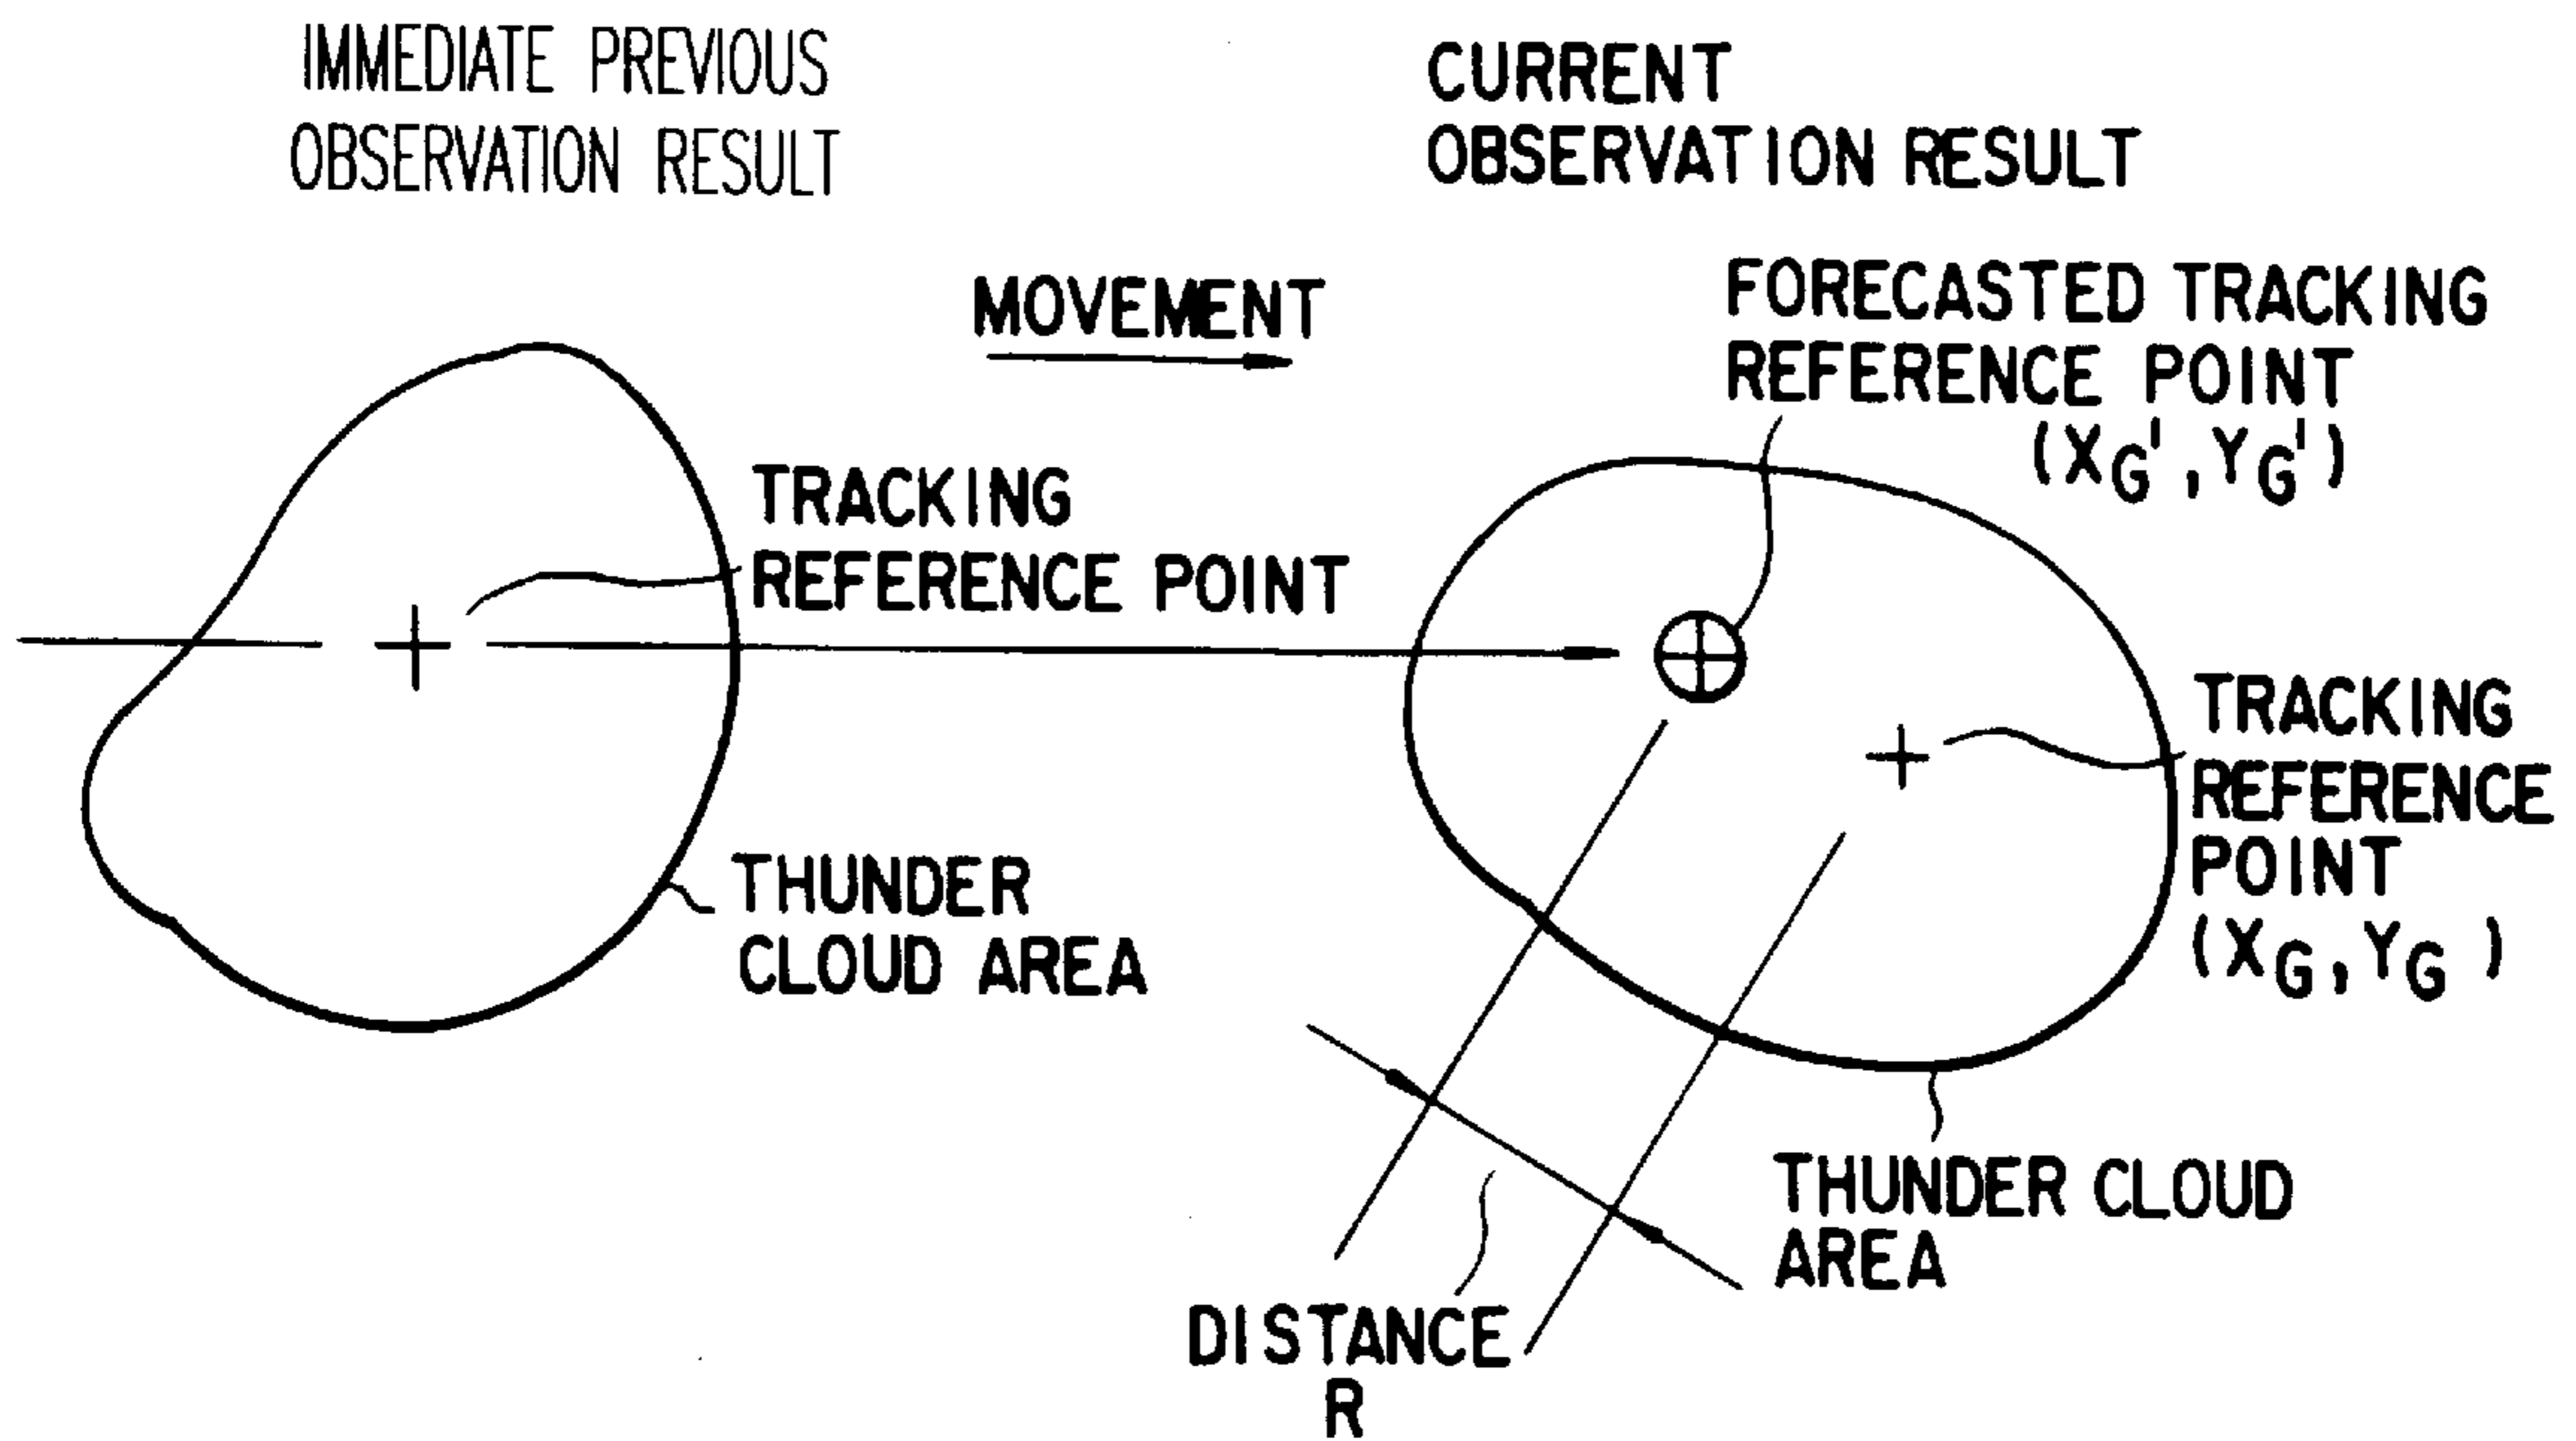 IMMEDIATE PREVIOUS
OBSERVATION RESULT
CURRENT
OBSERVATION RESULT
MOVEMENT
FORECASTED TRACKING
REFERENCE POINT
(XG', YG')
TRACKING
REFERENCE POINT
TRACKING
REFERENCE
POINT
(XG, YG )
THUNDER
CLOUD AREA
THUNDER CLOUD
AREA
DISTANCE
R